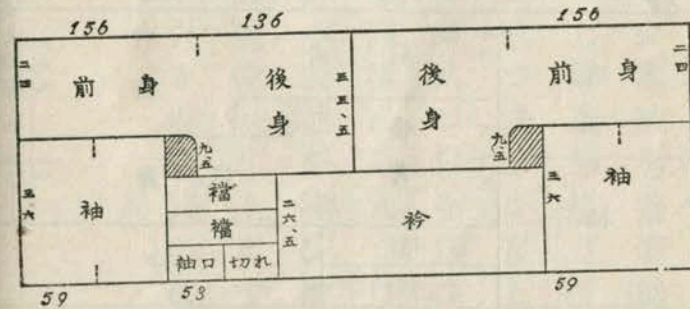 156 136 156
二四 前身 後身 三五、五 後身 前身 二四
九、五 九、五
三六 袖 襠 二六、五 衿 三六 袖
襠
袖口 切れ
59 53 59